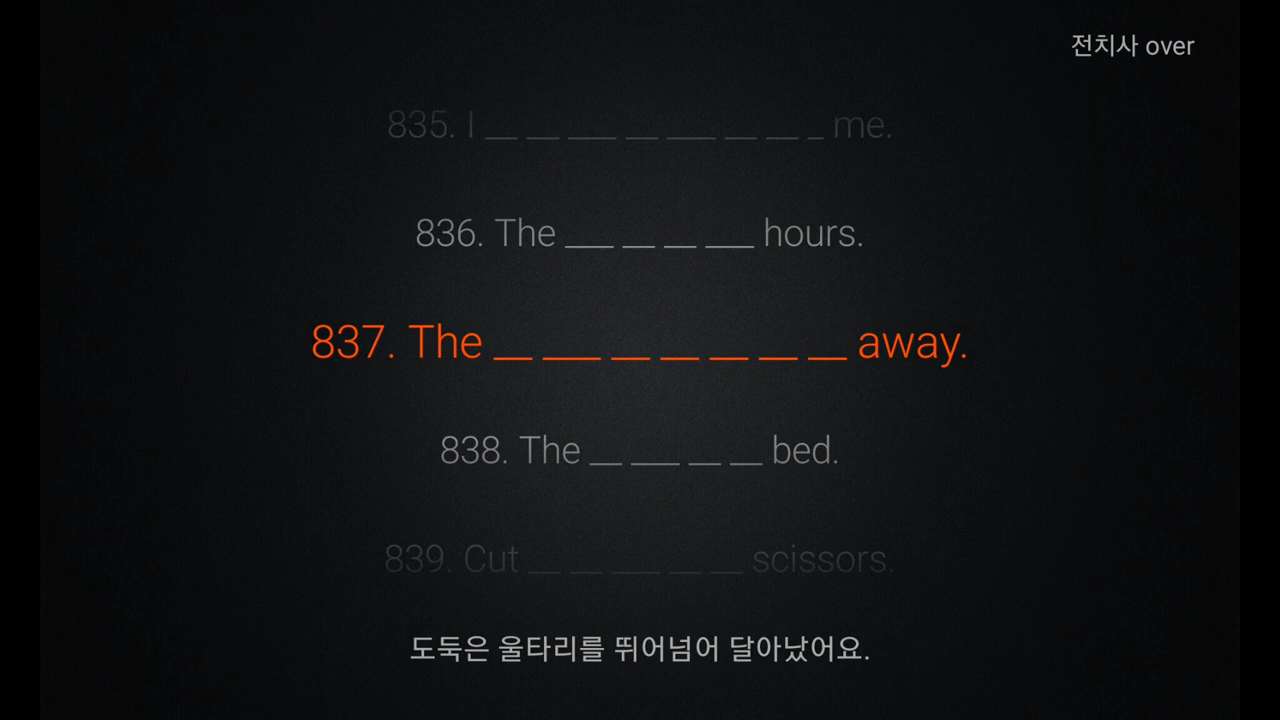 전치사 over
835. I __ __ ___ __ ___ __ __ _ me.
836. The ___ __ __ ___ hours.
837. The __ ___ __ __ __ __ __ away.
838. The __ ___ __ __ bed.
839. Cut __ __ ___ __ __ scissors.
도둑은 울타리를 뛰어넘어 달아났어요.